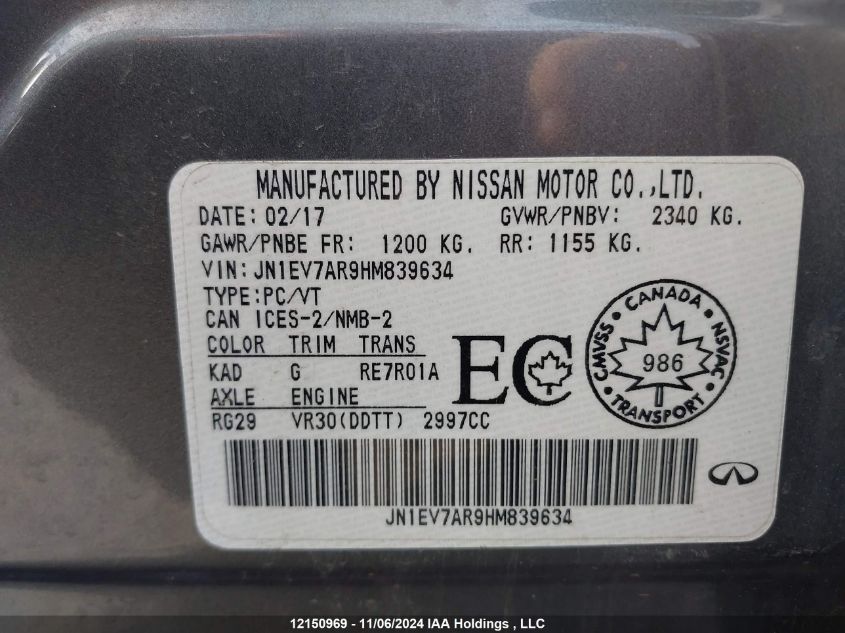 MANUFACTURED BY NISSAN MOTOR CO.,LTD.
DATE: 02/17 GVWR/PNBV: 2340 KG.
GAWR/PNBE FR: 1200 KG. RR: 1155 KG.
VIN: JN1EV7AR9HM839634
TYPE:PC/VT
CAN ICES-2/NMB-2
COLOR TRIM TRANS
KAD G RE7R01A
AXLE ENGINE
RG29 VR30(DDTT) 2997CC
EC
CANADA
CMVSS
NSVAC
986
TRANSPORT
JN1EV7AR9HM839634
12150969 - 11/06/2024 IAA Holdings , LLC